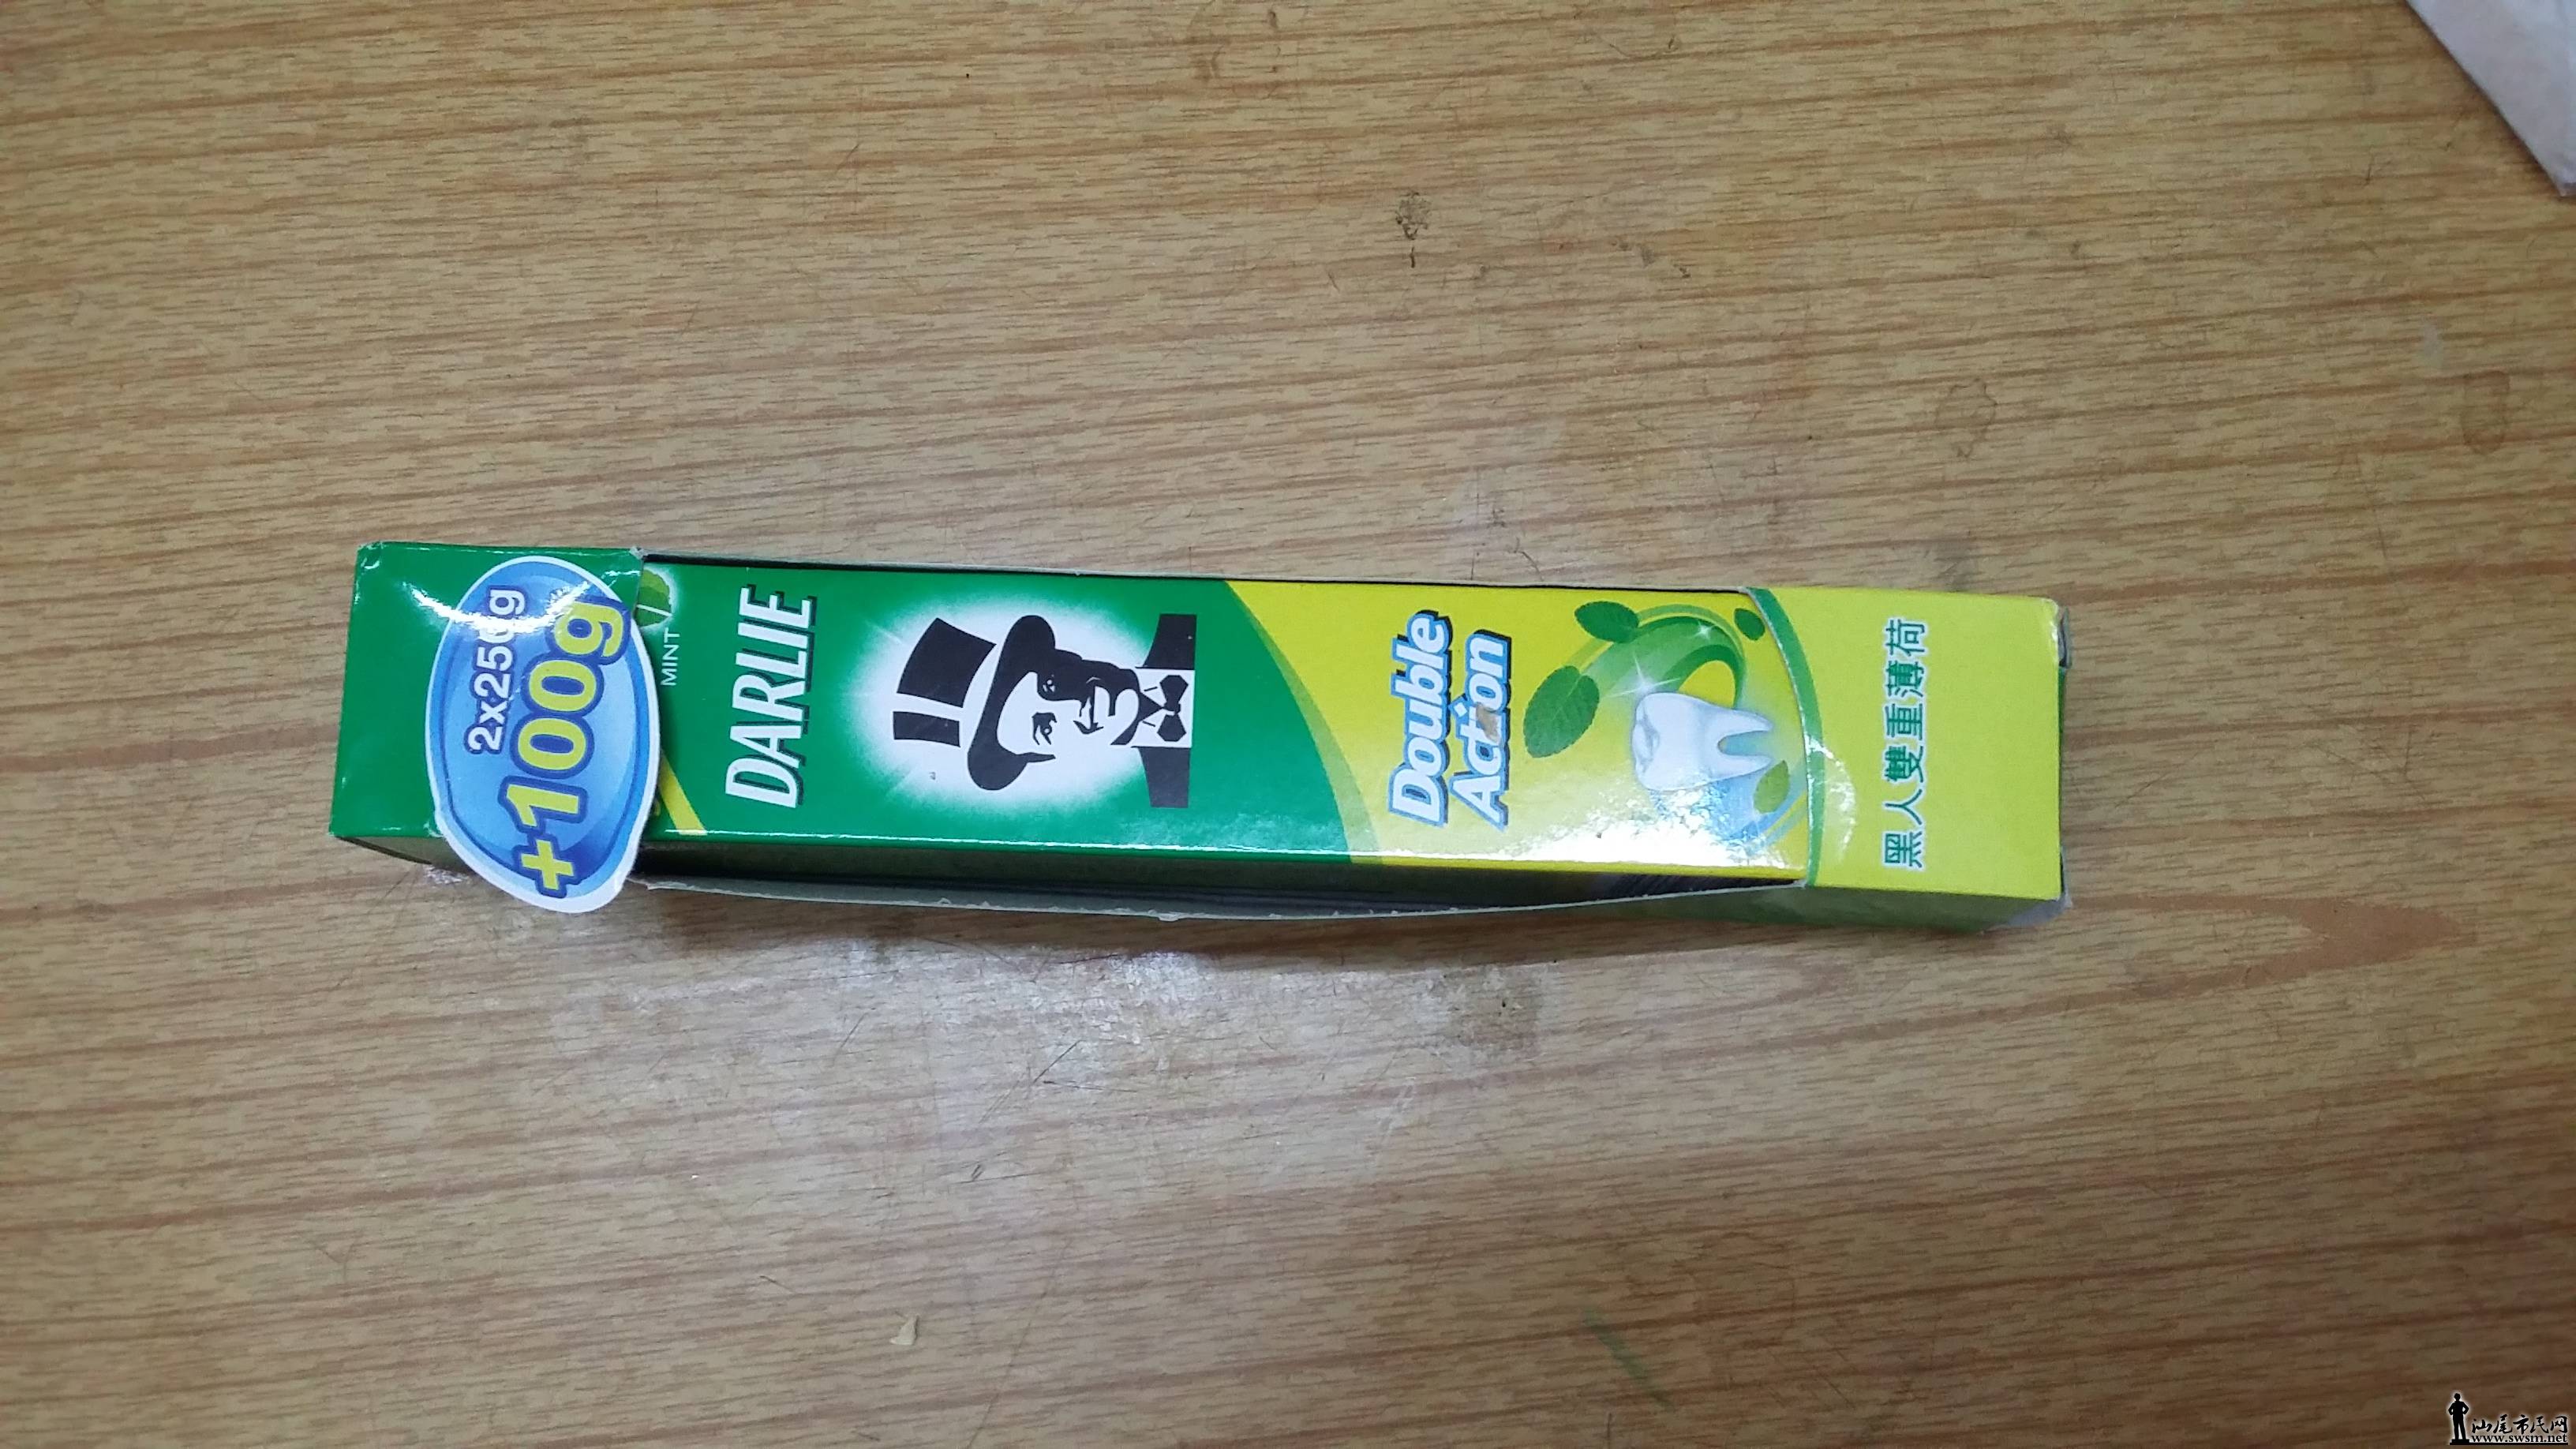 2x250g
+100g
MINT
DARLIE
Double
Action
黑人雙重薄荷
汕尾市民网
www.swsm.net